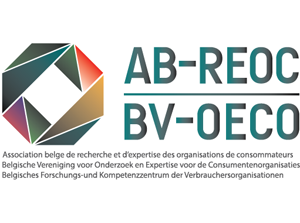 AB-REOC
BV-OECO
Association belge de recherche et d'expertise des organisations de consommateurs
Belgische Vereniging voor Onderzoek en Expertise voor de Consumentenorganisaties
Belgisches Forschungs-und Kompetenzzentrum der Verbraucherorganisationen